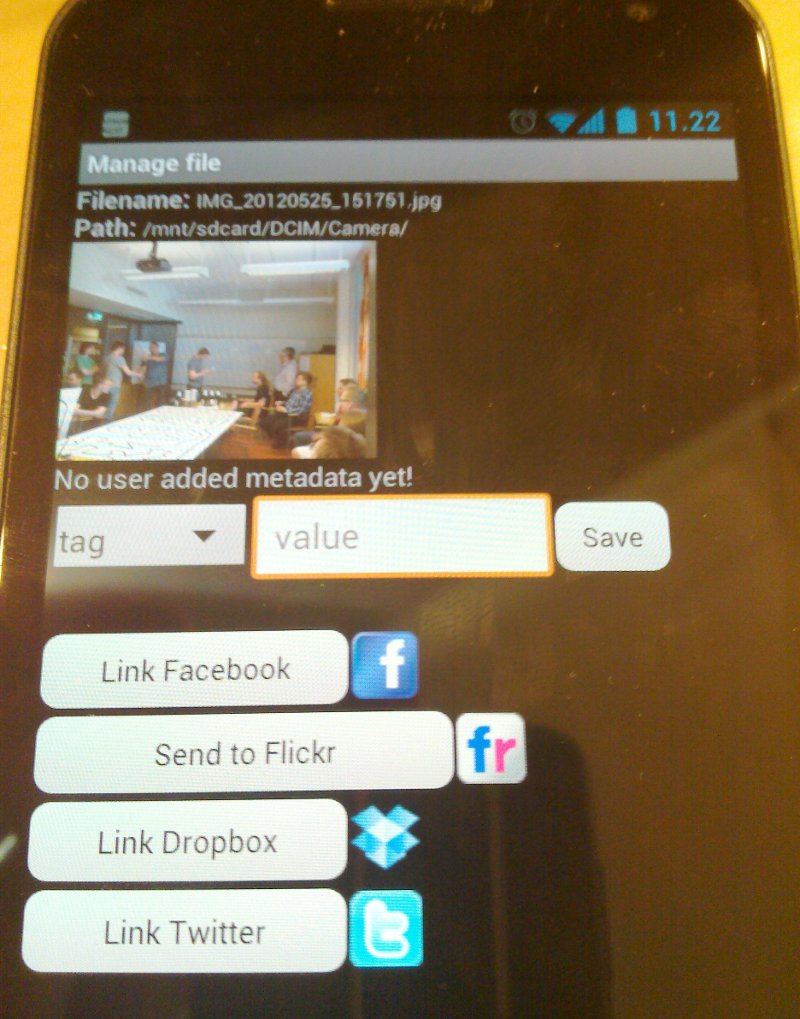 11.22
Manage file
Filename: IMG_20120525_151751.jpg
Path: /mnt/sdcard/DCIM/Camera/
No user added metadata yet!
tag value Save
Link Facebook f
Send to Flickr fr
Link Dropbox
Link Twitter t